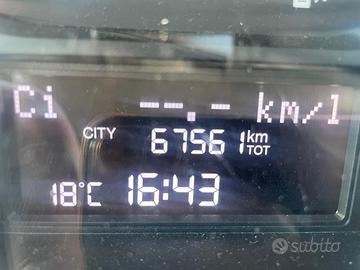 Ci --.- km/l
CITY 67561 km
TOT
18°C 16:43
subito